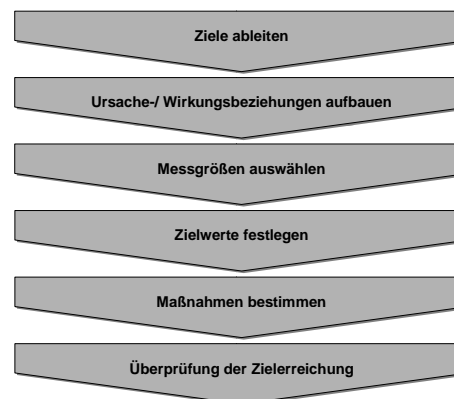 Ziele ableiten
Ursache-/ Wirkungsbeziehungen aufbauen
Messgrößen auswählen
Zielwerte festlegen
Maßnahmen bestimmen
Überprüfung der Zielerreichung